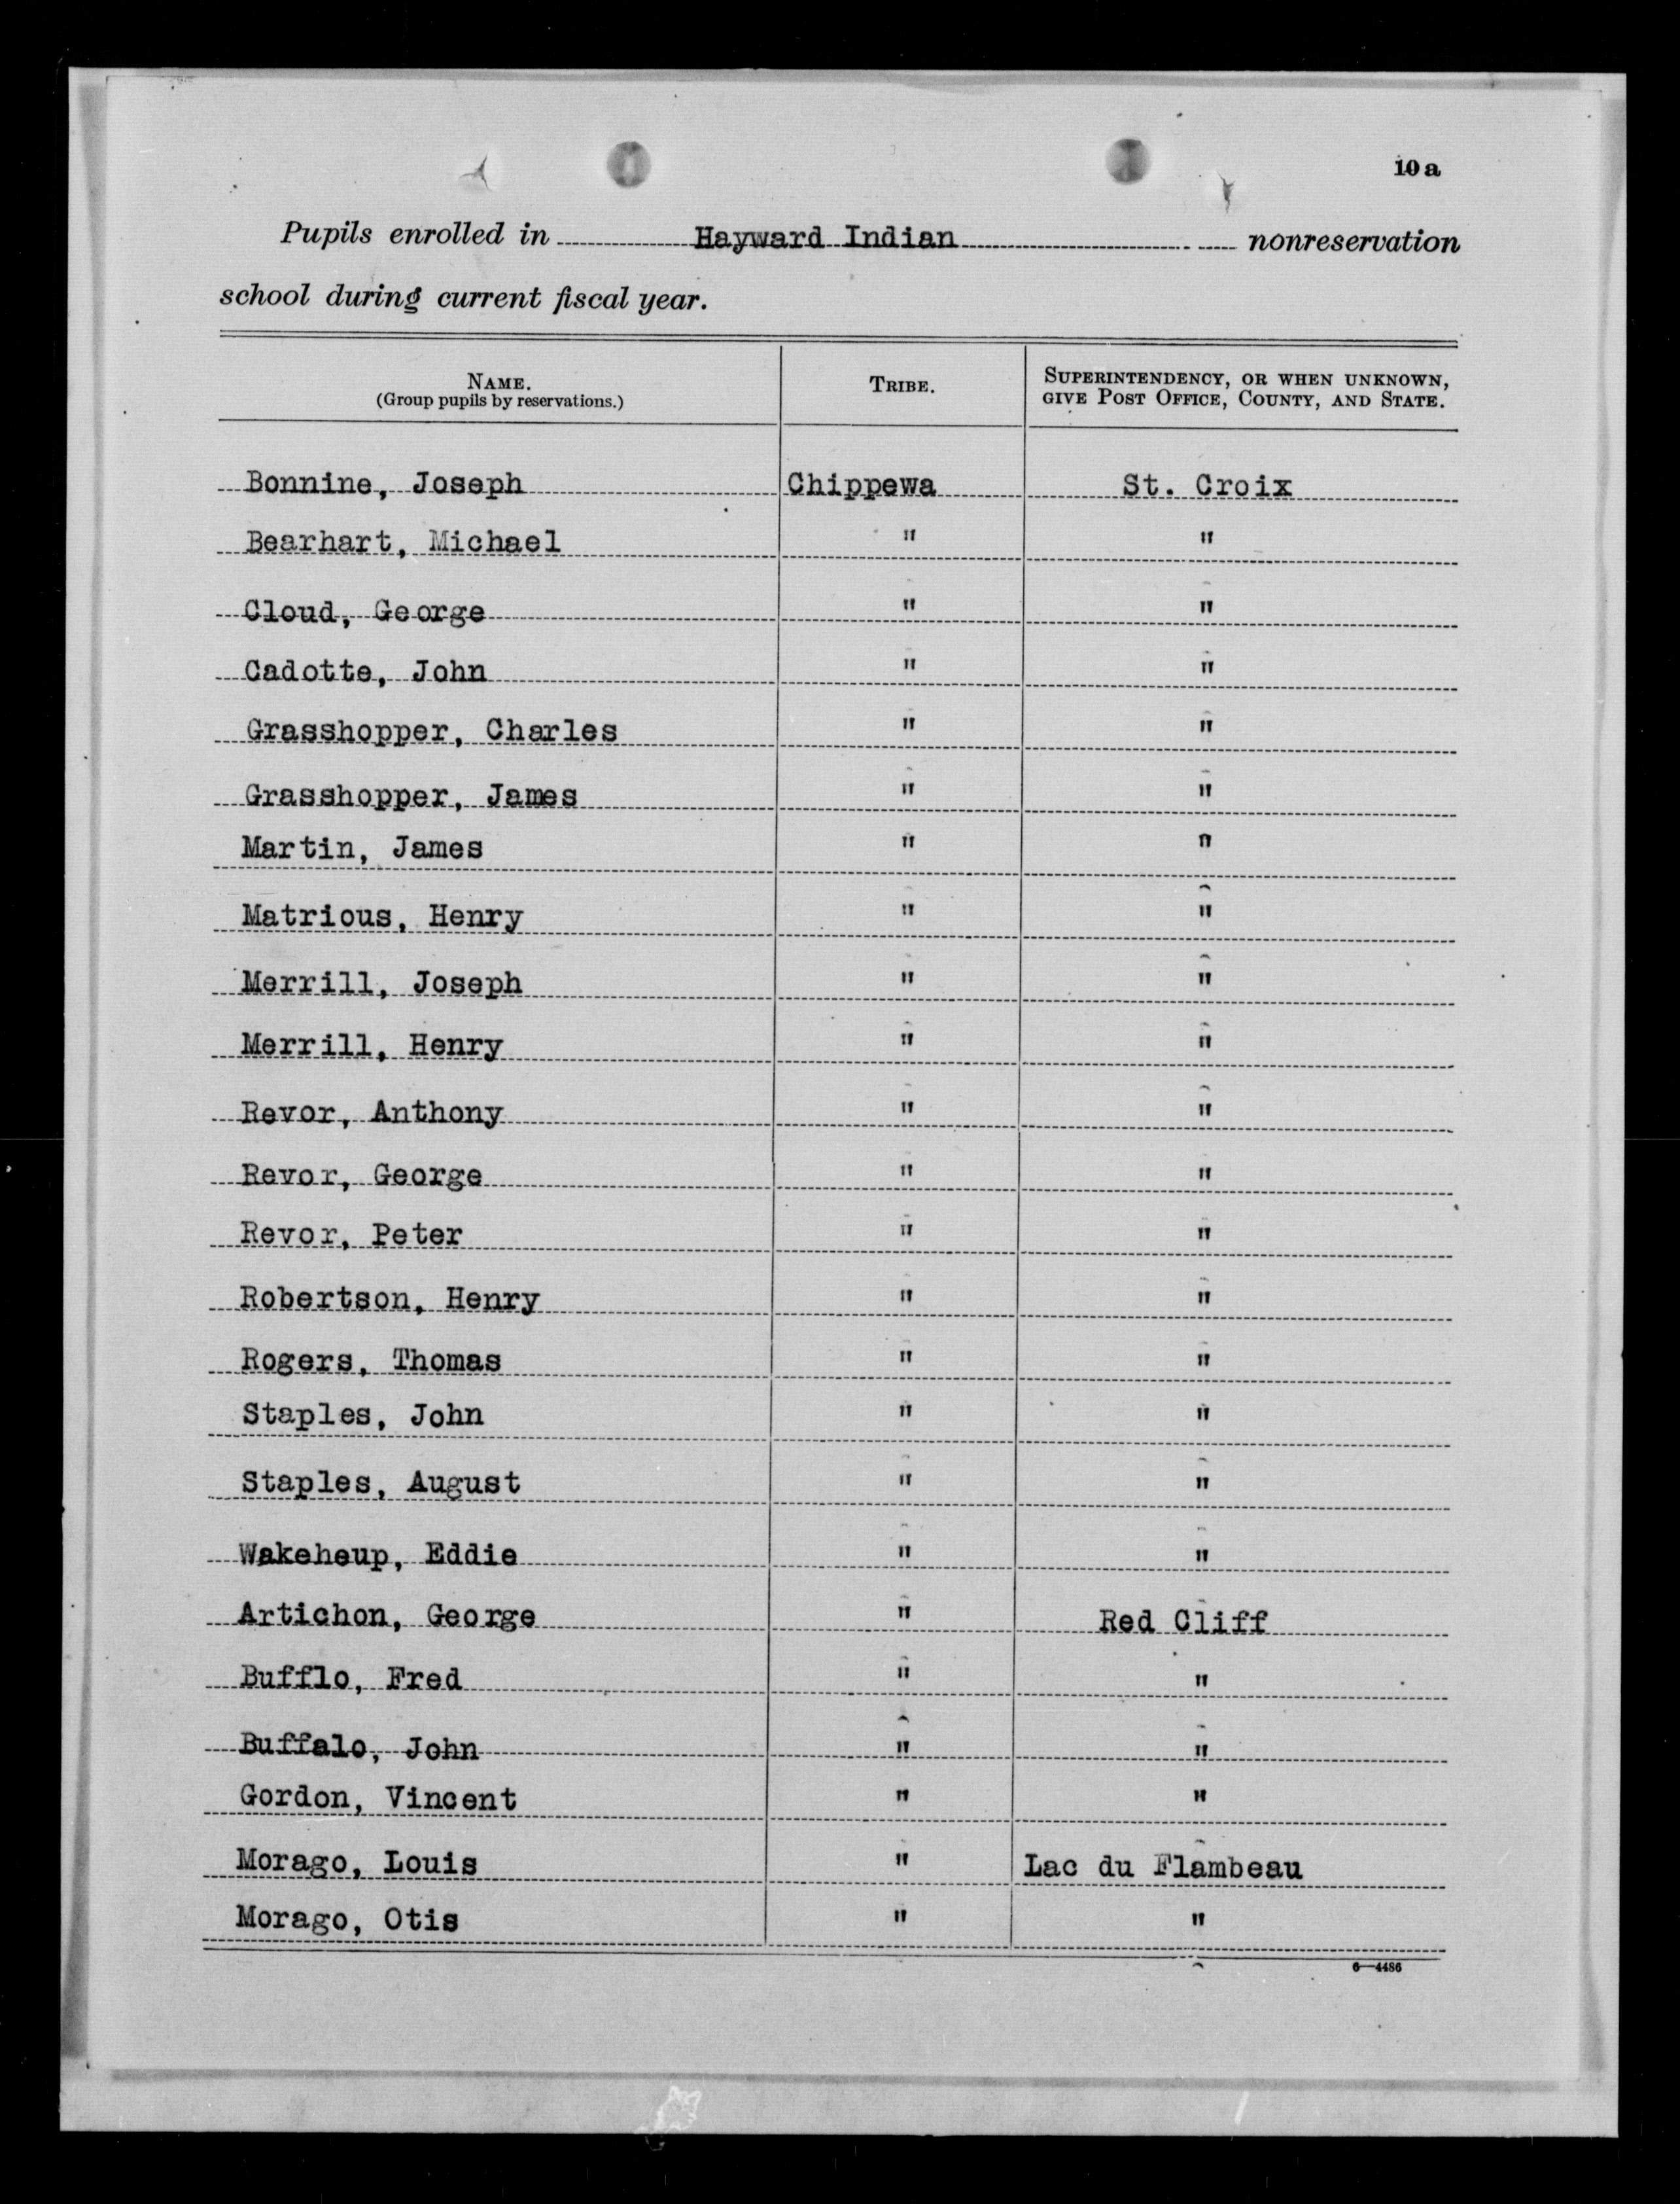 10 a
Pupils enrolled in Hayward Indian nonreservation
school during current fiscal year.
NAME. TRIBE. SUPERINTENDENCY, OR WHEN UNKNOWN,
(Group pupils by reservations.) GIVE POST OFFICE, COUNTY, AND STATE.
Bonnine, Joseph Chippewa St. Croix
Bearhart, Michael " "
Cloud, George " "
Cadotte, John " "
Grasshopper, Charles " "
Grasshopper, James " "
Martin, James " "
Matrious, Henry " "
Merrill, Joseph " "
Merrill, Henry " "
Revor, Anthony " "
Revor, George " "
Revor, Peter " "
Robertson, Henry " "
Rogers, Thomas " "
Staples, John " "
Staples, August " "
Wakeheup, Eddie " "
Artichon, George " Red Cliff
Bufflo, Fred " "
Buffalo, John " "
Gordon, Vincent " "
Morago, Louis " Lac du Flambeau
Morago, Otis " "
6—4486